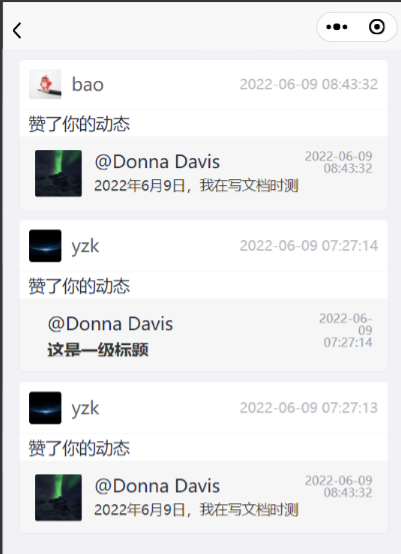 bao 2022-06-09 08:43:32
赞了你的动态
@Donna Davis 2022-06-09
08:43:32
2022年6月9日，我在写文档时测
yzk 2022-06-09 07:27:14
赞了你的动态
@Donna Davis 2022-06-
09
07:27:14
这是一级标题
yzk 2022-06-09 07:27:13
赞了你的动态
@Donna Davis 2022-06-09
08:43:32
2022年6月9日，我在写文档时测